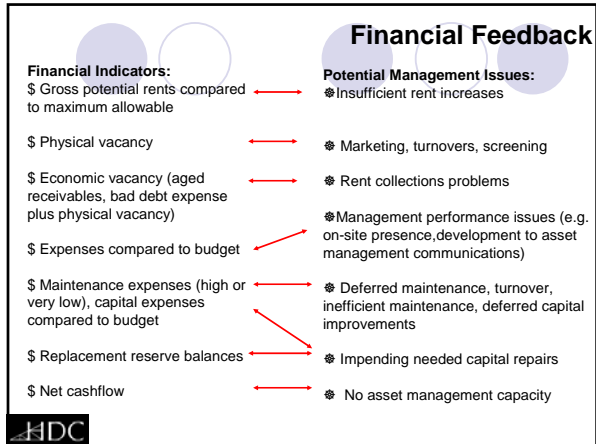 Financial Feedback
Financial Indicators:
$ Gross potential rents compared
to maximum allowable
$ Physical vacancy
$ Economic vacancy (aged
receivables, bad debt expense
plus physical vacancy)
$ Expenses compared to budget
$ Maintenance expenses (high or
very low), capital expenses
compared to budget
$ Replacement reserve balances
$ Net cashflow
Potential Management Issues:
☸Insufficient rent increases
☸ Marketing, turnovers, screening
☸ Rent collections problems
☸Management performance issues (e.g.
on-site presence,development to asset
management communications)
☸ Deferred maintenance, turnover,
inefficient maintenance, deferred capital
improvements
☸ Impending needed capital repairs
☸ No asset management capacity
HDC